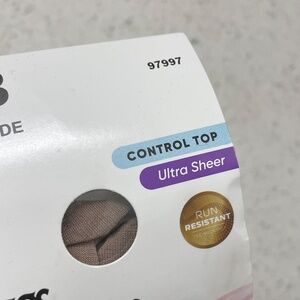 97997
B
DE
CONTROL TOP
Ultra Sheer
RUN
RESISTANT